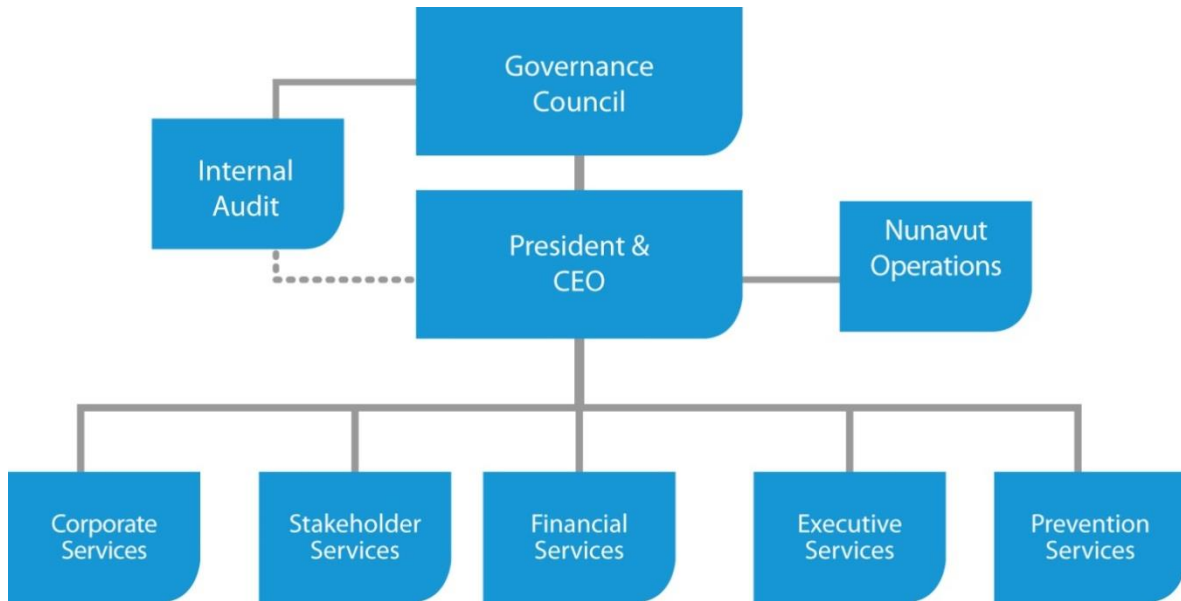 Governance
Council
Internal
Audit
President &
CEO
Nunavut
Operations
Corporate
Services
Stakeholder
Services
Financial
Services
Executive
Services
Prevention
Services